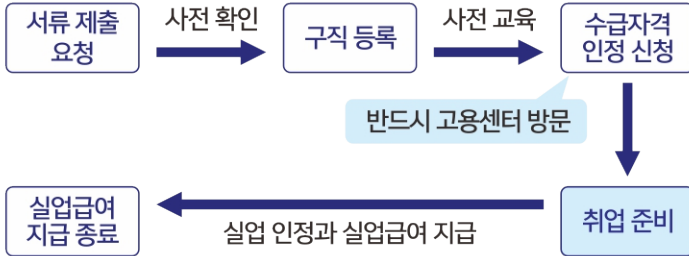 서류 제출
요청
사전 확인
구직 등록
사전 교육
수급자격
인정 신청
반드시 고용센터 방문
취업 준비
실업 인정과 실업급여 지급
실업급여
지급 종료